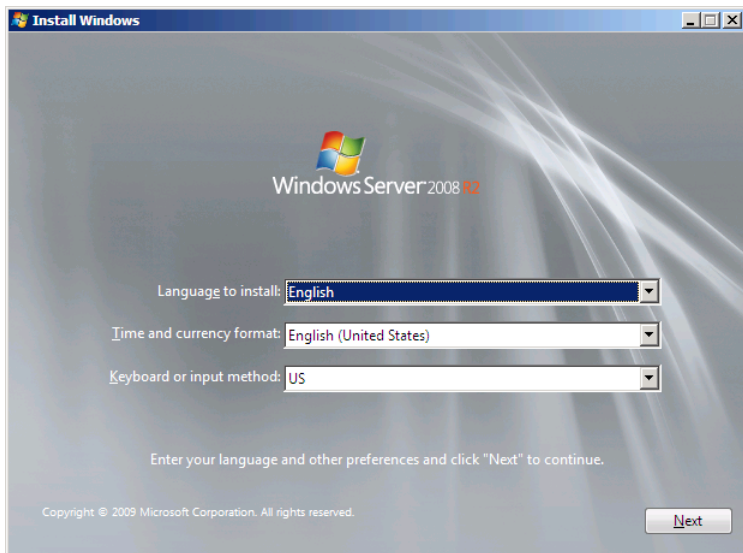 Install Windows
Windows Server 2008 R2
Language to install: English
Time and currency format: English (United States)
Keyboard or input method: US
Enter your language and other preferences and click "Next" to continue.
Copyright © 2009 Microsoft Corporation. All rights reserved.
Next